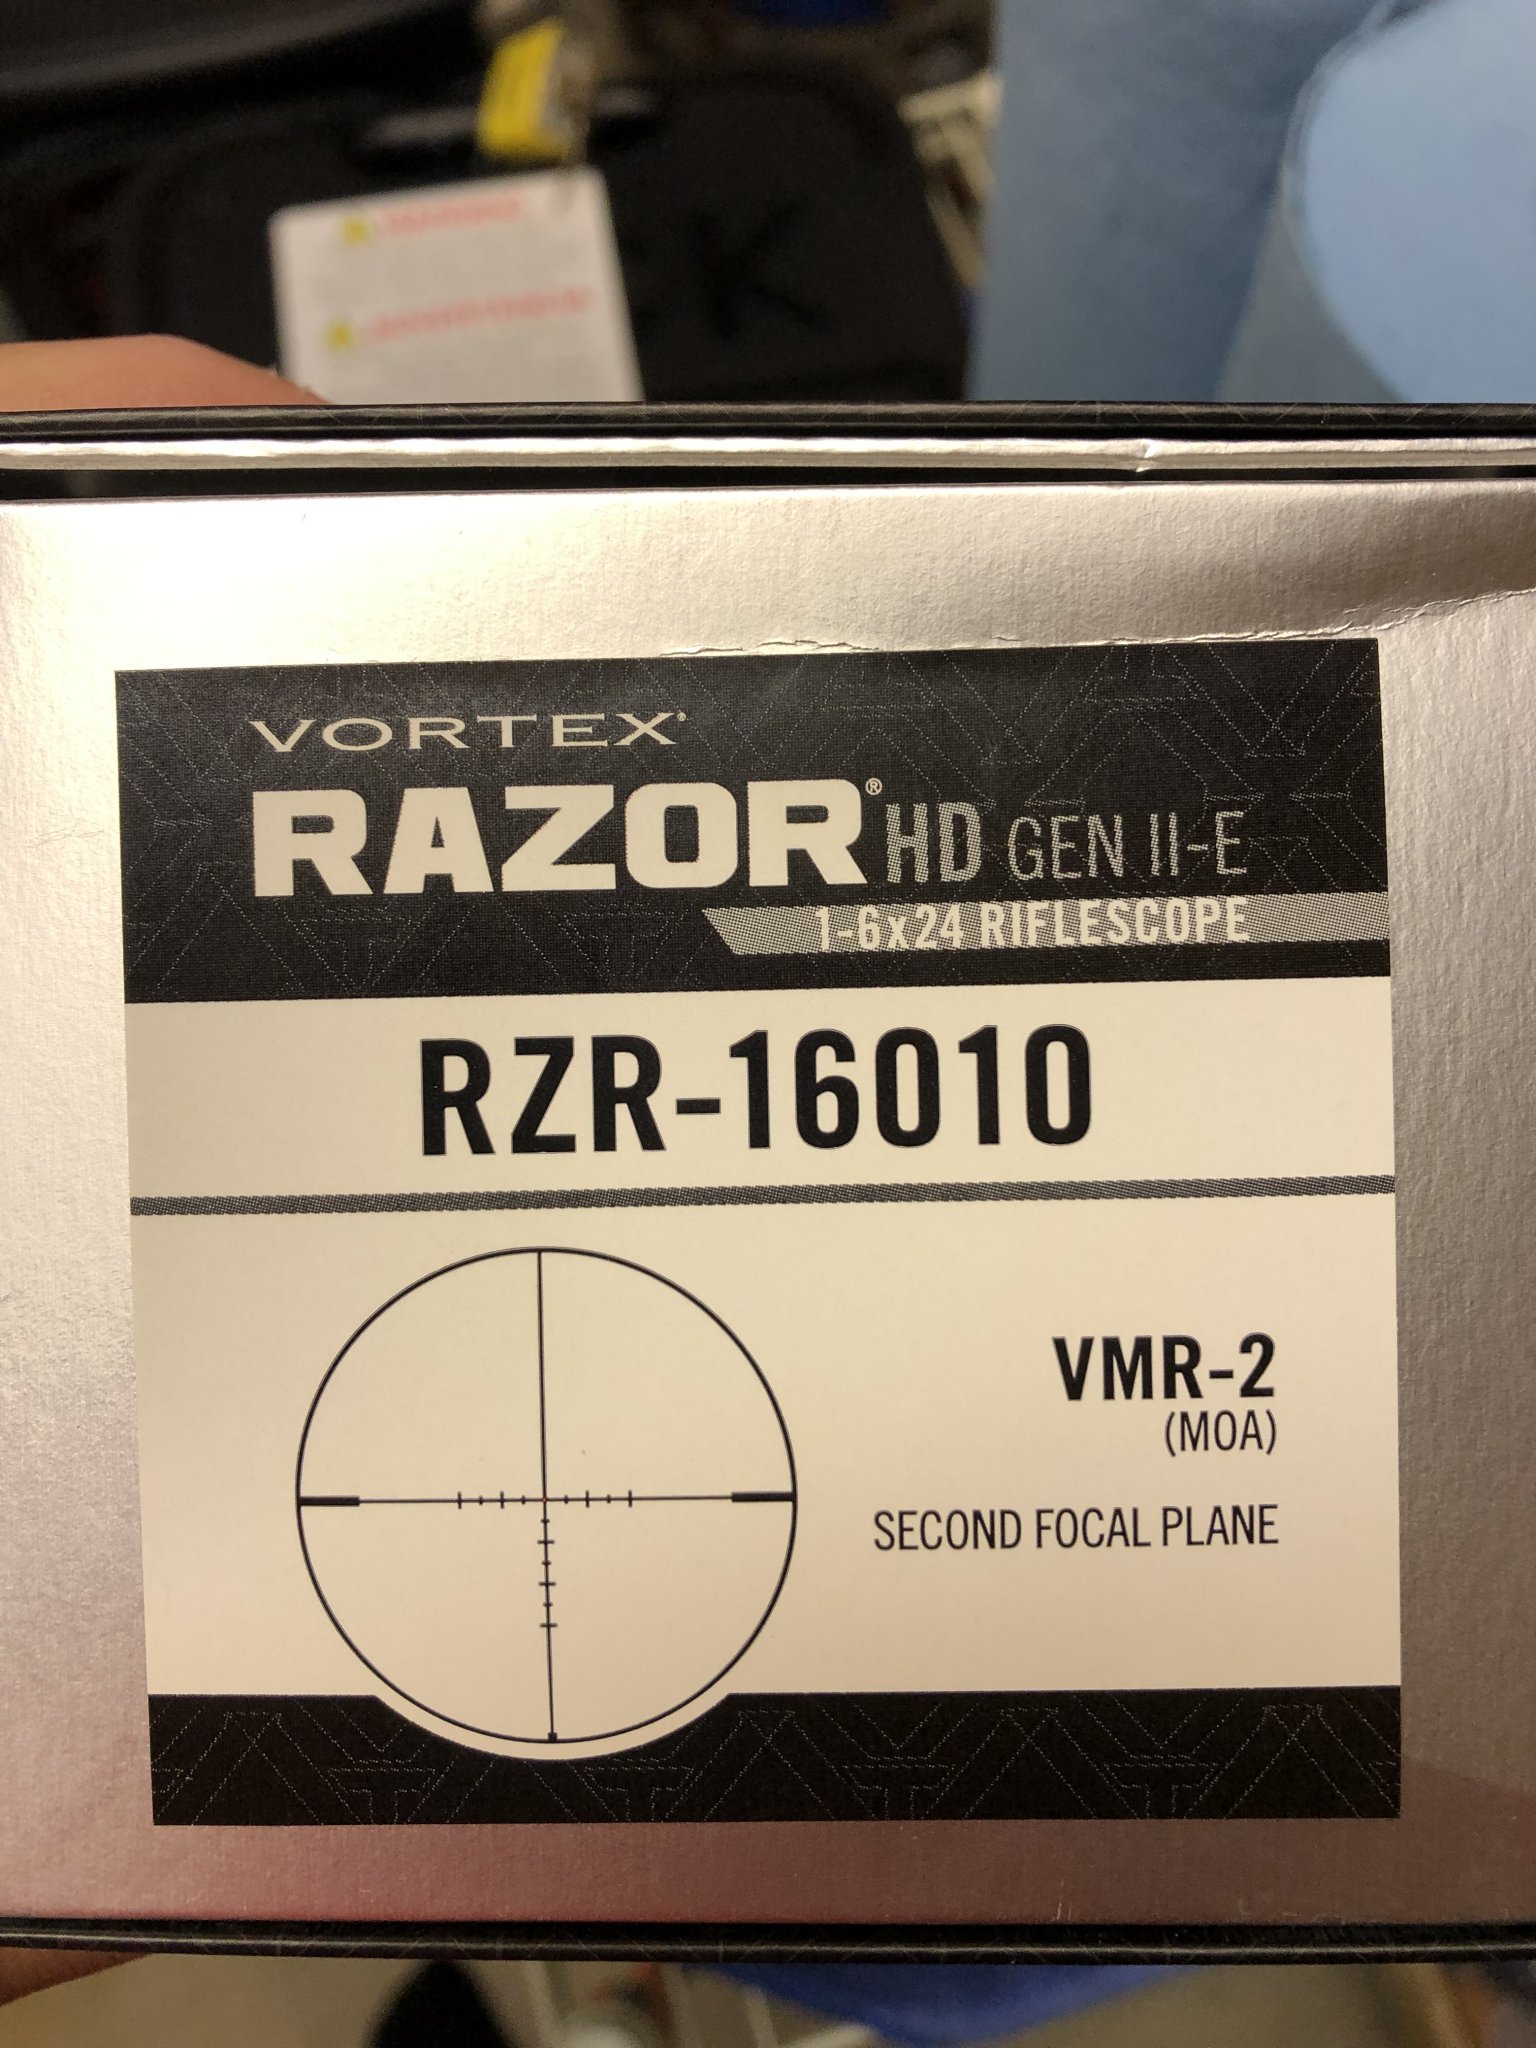 VORTEX®
RAZOR® HD GEN II-E
1-6x24 RIFLESCOPE
RZR-16010
VMR-2
(MOA)
SECOND FOCAL PLANE